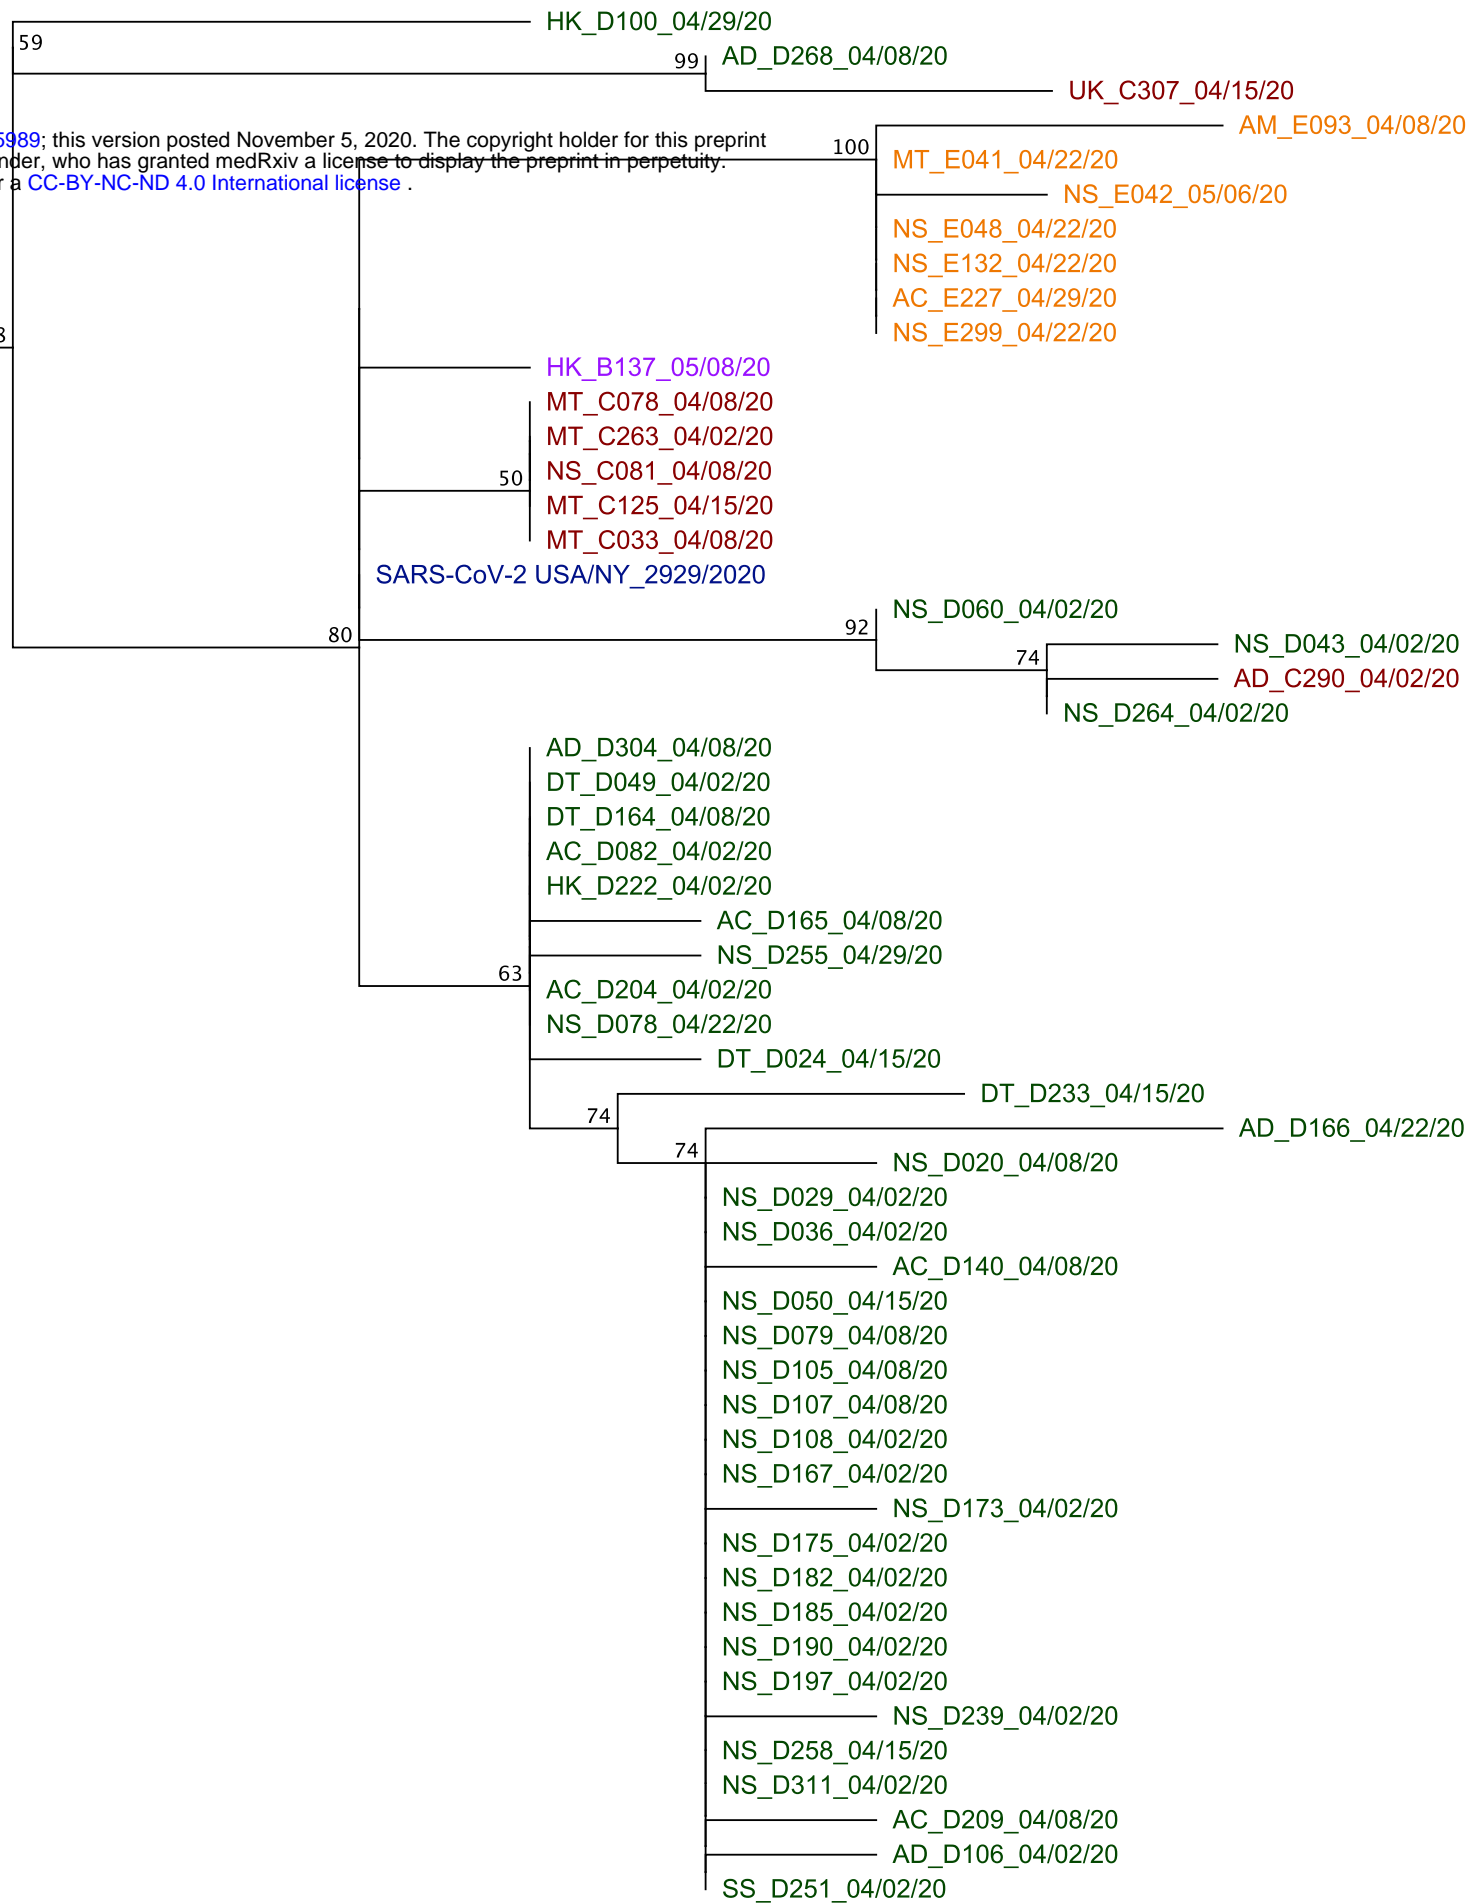 HK_D100_04/29/20
59
AD_D268_04/08/20
99
UK_C307_04/15/20
AM_E093_04/08/20
5989; this version posted November 5, 2020. The copyright holder for this preprint
100
MT_E041_04/22/20
who has granted medRxiv a license to display the preprint in perpetuity.
a CC-BY-NC-ND 4.0 International license .
NS_E042_05/06/20
NS_E048_04/22/20
NS_E132_04/22/20
AC_E227_04/29/20
NS_E299_04/22/20
HK_B137_05/08/20
MT_C078_04/08/20
MT_C263_04/02/20
50
NS_C081_04/08/20
MT_C125_04/15/20
MT_C033_04/08/20
SARS-CoV-2 USA/NY_2929/2020
NS_D060_04/02/20
92
80
NS_D043_04/02/20
74
AD_C290_04/02/20
NS_D264_04/02/20
AD_D304_04/08/20
DT_D049_04/02/20
DT_D164_04/08/20
AC_D082_04/02/20
HK_D222_04/02/20
AC_D165_04/08/20
NS_D255_04/29/20
63
AC_D204_04/02/20
NS_D078_04/22/20
DT_D024_04/15/20
DT_D233_04/15/20
74
AD_D166_04/22/20
74
NS_D020_04/08/20
NS_D029_04/02/20
NS_D036_04/02/20
AC_D140_04/08/20
NS_D050_04/15/20
NS_D079_04/08/20
NS_D105_04/08/20
NS_D107_04/08/20
NS_D108_04/02/20
NS_D167_04/02/20
NS_D173_04/02/20
NS_D175_04/02/20
NS_D182_04/02/20
NS_D185_04/02/20
NS_D190_04/02/20
NS_D197_04/02/20
NS_D239_04/02/20
NS_D258_04/15/20
NS_D311_04/02/20
AC_D209_04/08/20
AD_D106_04/02/20
SS_D251_04/02/20